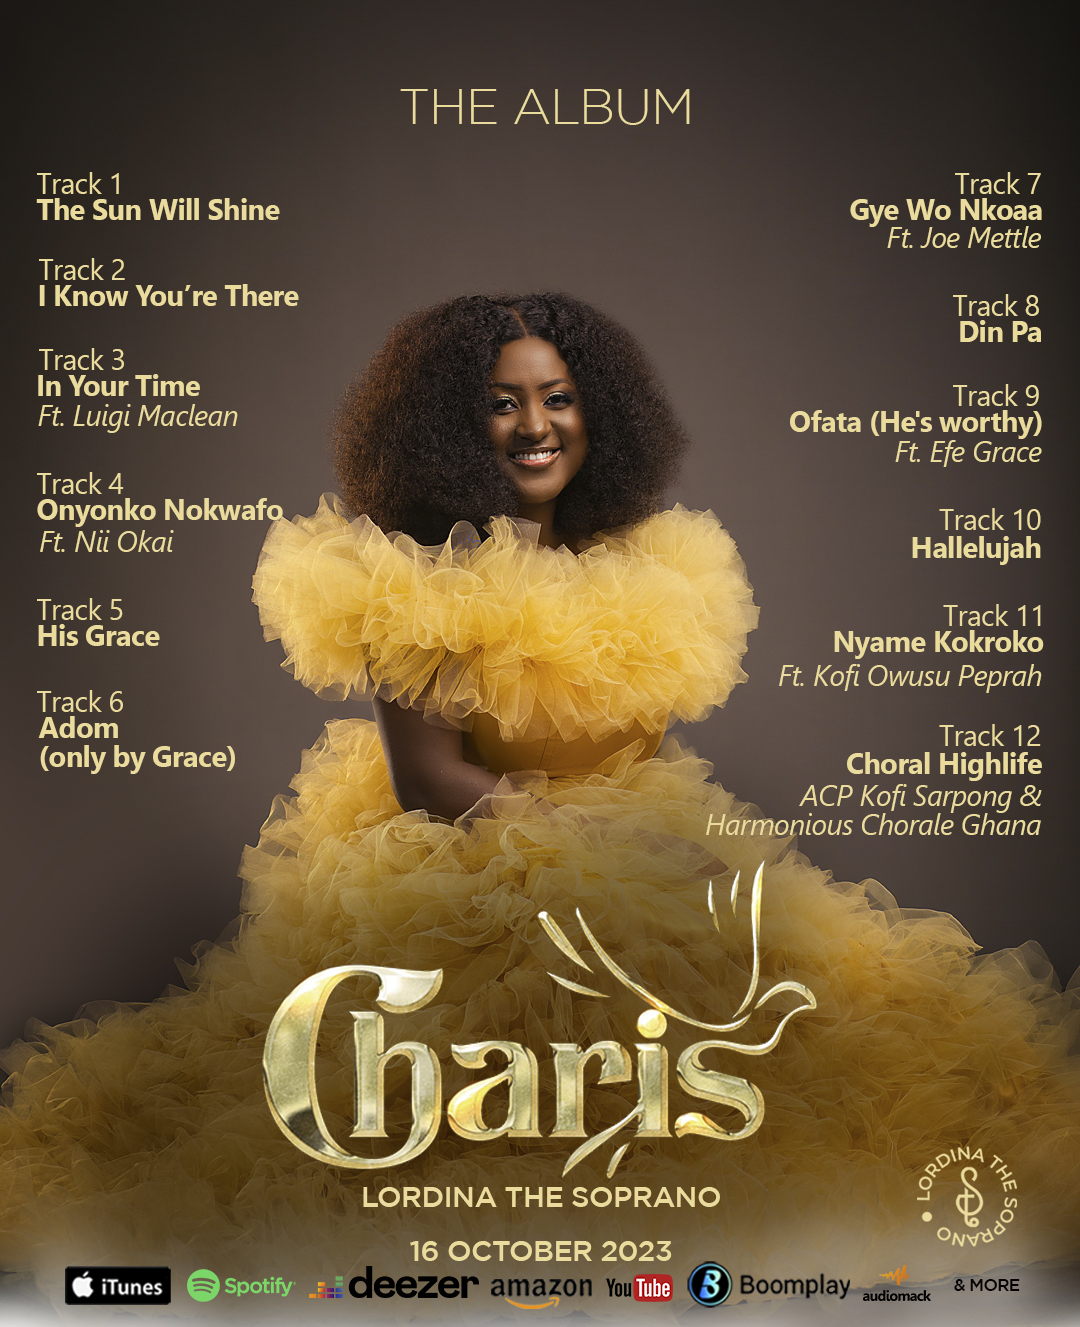 THE ALBUM
Track 1
The Sun Will Shine
Track 2
I Know You’re There
Track 3
In Your Time
Ft. Luigi Maclean
Track 4
Onyonko Nokwafo
Ft. Nii Okai
Track 5
His Grace
Track 6
Adom
(only by Grace)
Track 7
Gye Wo Nkoaa
Ft. Joe Mettle
Track 8
Din Pa
Track 9
Ofata (He's worthy)
Ft. Efe Grace
Track 10
Hallelujah
Track 11
Nyame Kokroko
Ft. Kofi Owusu Peprah
Track 12
Choral Highlife
ACP Kofi Sarpong &
Harmonious Chorale Ghana
Charis
LORDINA THE SOPRANO
LORDINA THE SOPRANO
16 OCTOBER 2023
iTunes Spotify deezer amazon YouTube B Boomplay audiomack & MORE